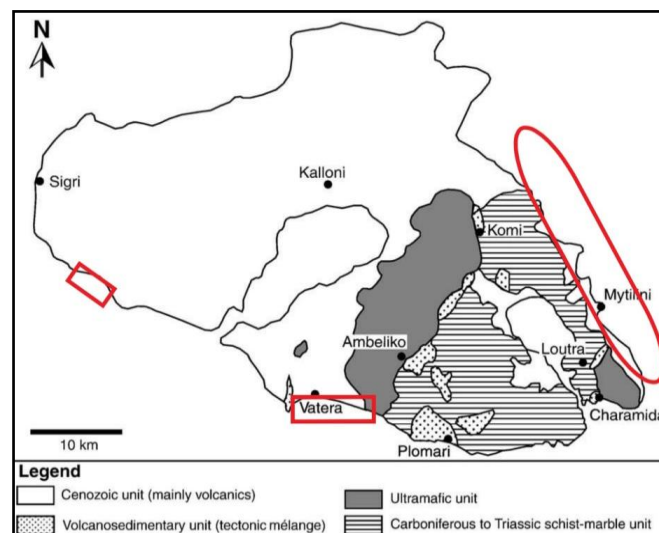 N
Sigri
Kalloni
Komi
Mytilini
Ambeliko
Loutra
Vatera
Charamida
10 km
Plomari
Legend
Cenozoic unit (mainly volcanics)
Ultramafic unit
Volcanosedimentary unit (tectonic mélange)
Carboniferous to Triassic schist-marble unit